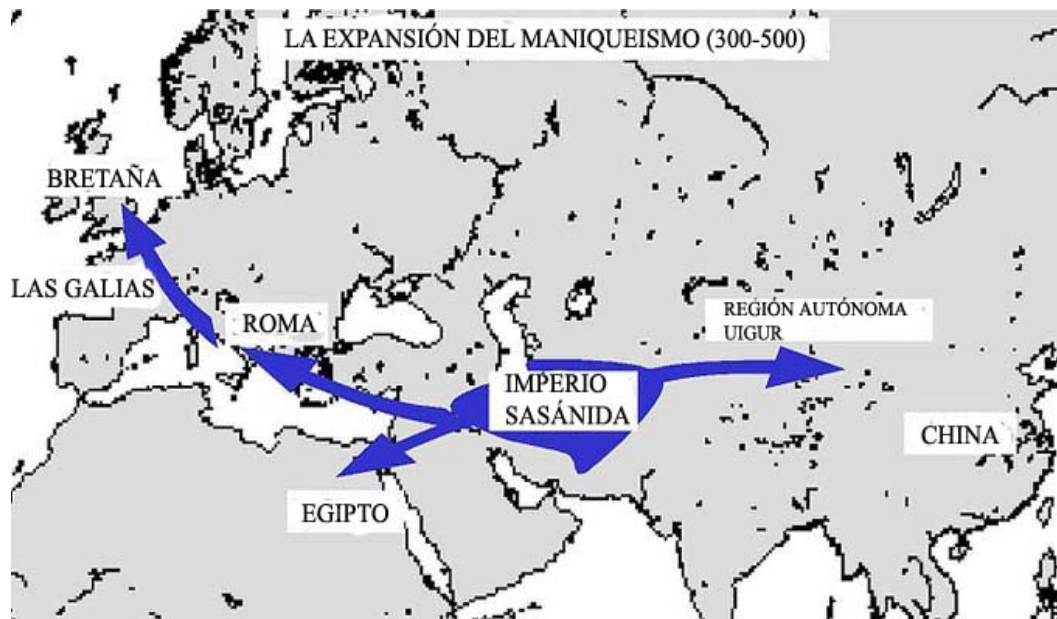 LA EXPANSIÓN DEL MANIQUEISMO (300-500)
BRETAÑA
LAS GALIAS
ROMA
REGIÓN AUTÓNOMA
UIGUR
IMPERIO
SASÁNIDA
CHINA
EGIPTO